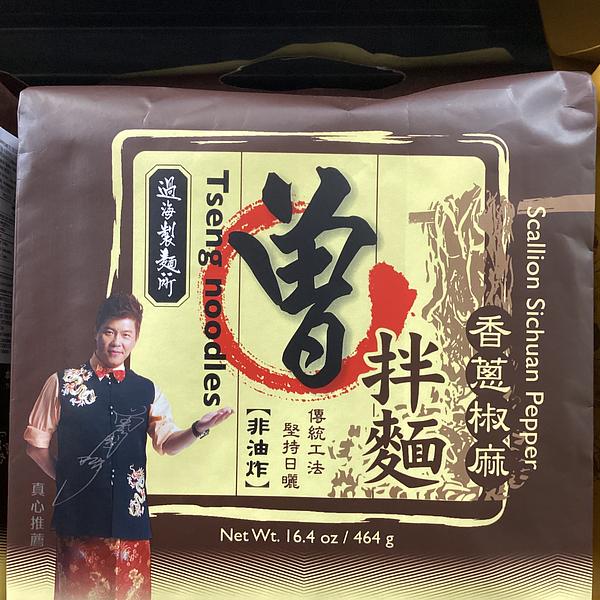 過海製麵所
Tseng noodles
曾
拌麵
香蔥椒麻
Scallion Sichuan Pepper
傳統工法
堅持日曬
【非油炸】
真心推薦
Net Wt. 16.4 oz / 464 g